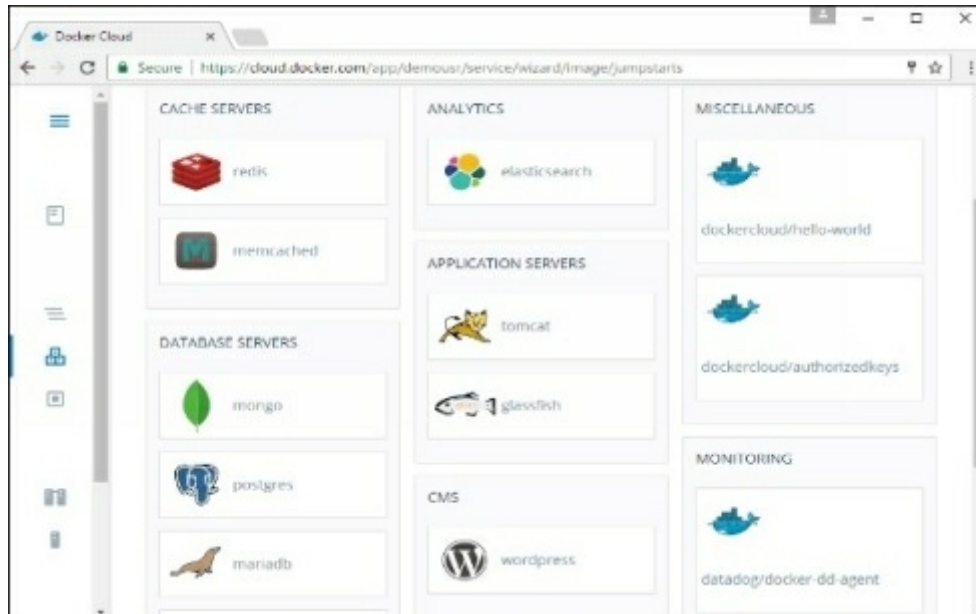 Docker Cloud
Secure | https://cloud.docker.com/app/demousr/service/wizard/image/jumpstarts
CACHE SERVERS
redis
memcached
DATABASE SERVERS
mongo
postgres
mariadb
ANALYTICS
elasticsearch
APPLICATION SERVERS
tomcat
glassfish
CMS
wordpress
MISCELLANEOUS
dockercloud/hello-world
dockercloud/authorizedkeys
MONITORING
datadog/docker-dd-agent